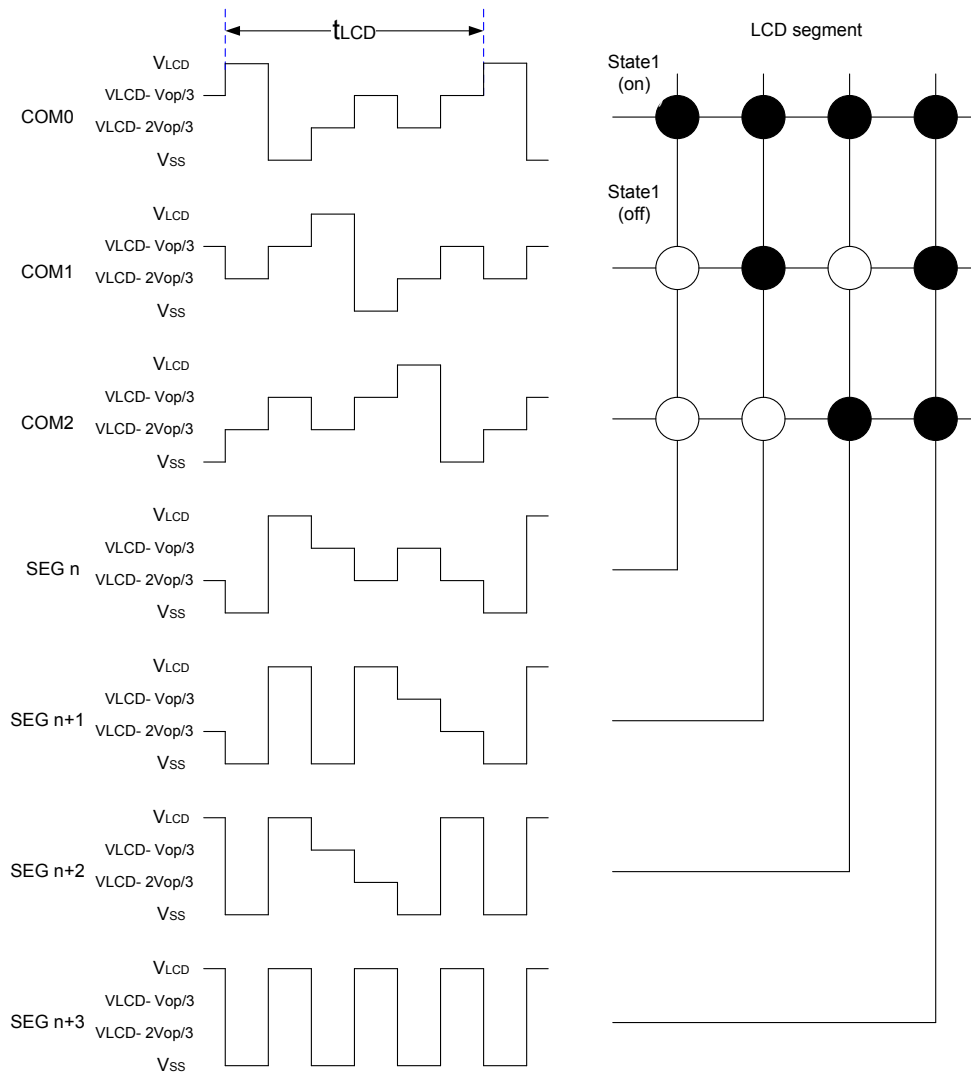 tLCD
LCD segment
State1
(on)
State1
(off)
COM0
VLCD
VLCD- Vop/3
VLCD- 2Vop/3
VSS
COM1
VLCD
VLCD- Vop/3
VLCD- 2Vop/3
VSS
COM2
VLCD
VLCD- Vop/3
VLCD- 2Vop/3
VSS
SEG n
VLCD
VLCD- Vop/3
VLCD- 2Vop/3
VSS
SEG n+1
VLCD
VLCD- Vop/3
VLCD- 2Vop/3
VSS
SEG n+2
VLCD
VLCD- Vop/3
VLCD- 2Vop/3
VSS
SEG n+3
VLCD
VLCD- Vop/3
VLCD- 2Vop/3
VSS